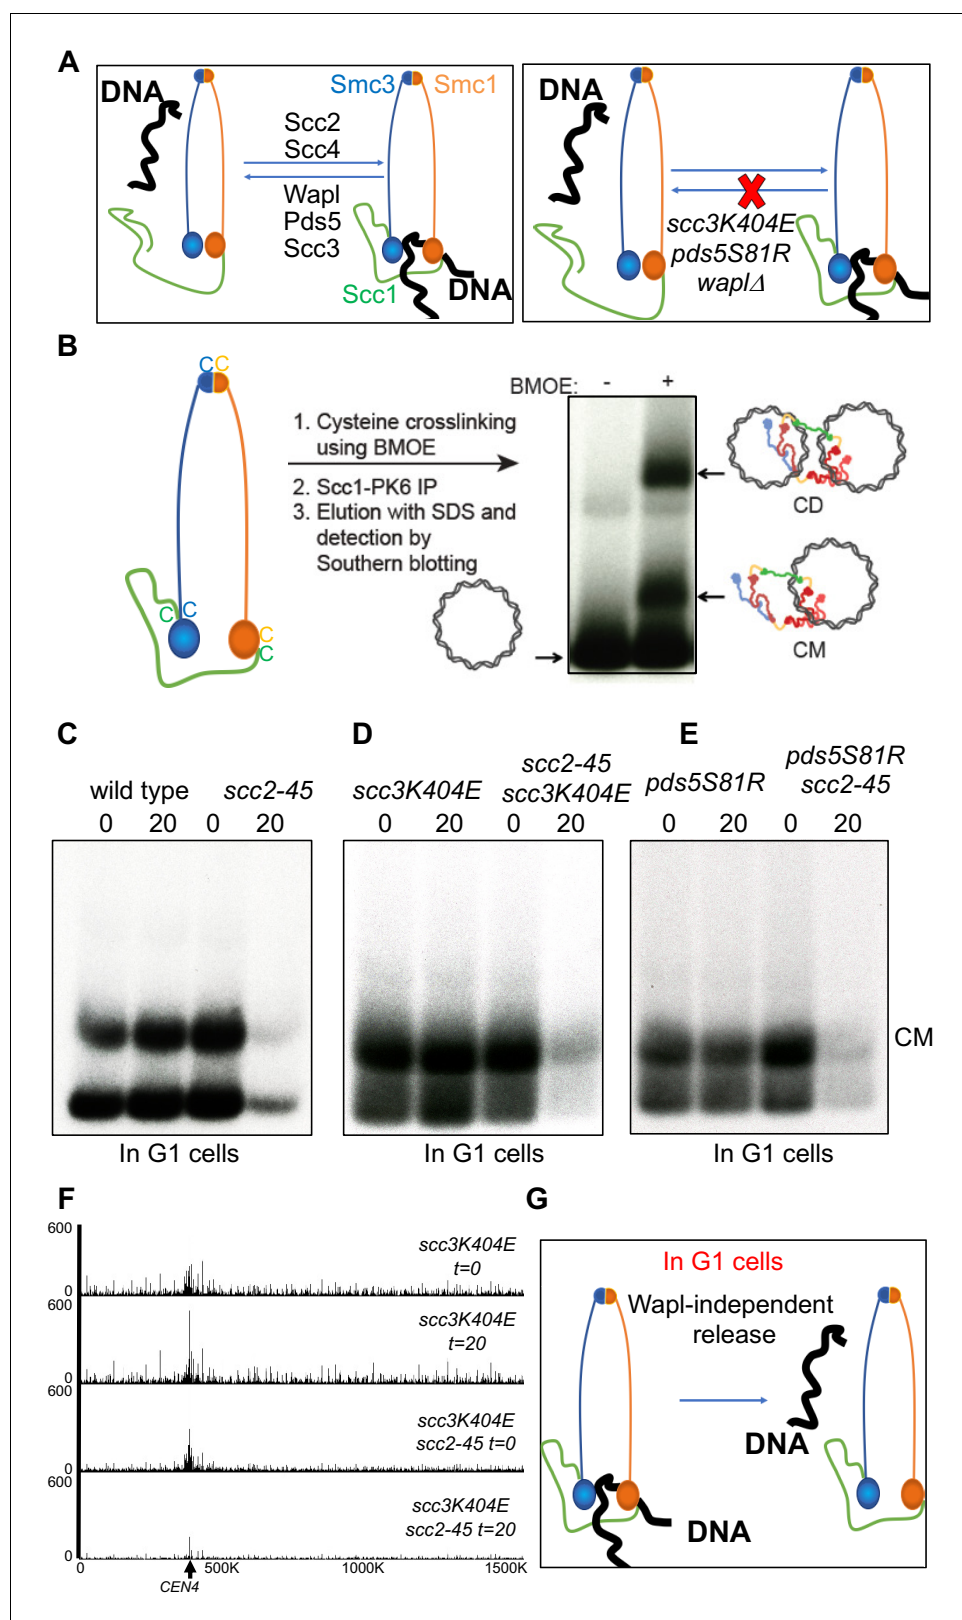 A
DNA
Smc3
Smc1
Scc2
Scc4
Wapl
Pds5
Scc3
Scc1
DNA
DNA
scc3K404E
pds5S81R
waplΔ
B
C
C
C
C
C
C
1. Cysteine crosslinking
using BMOE
2. Scc1-PK6 IP
3. Elution with SDS and
detection by
Southern blotting
BMOE: - +
CD
CM
C
wild type
scc2-45
0 20 0 20
In G1 cells
D
scc3K404E
scc2-45
scc3K404E
0 20 0 20
In G1 cells
E
pds5S81R
pds5S81R
scc2-45
0 20 0 20
CM
In G1 cells
F
600
0
scc3K404E
t=0
600
0
scc3K404E
t=20
600
0
scc3K404E
scc2-45 t=0
600
0
scc3K404E
scc2-45 t=20
0 500K 1000K 1500K
CEN4
G
In G1 cells
Wapl-independent
release
DNA
DNA